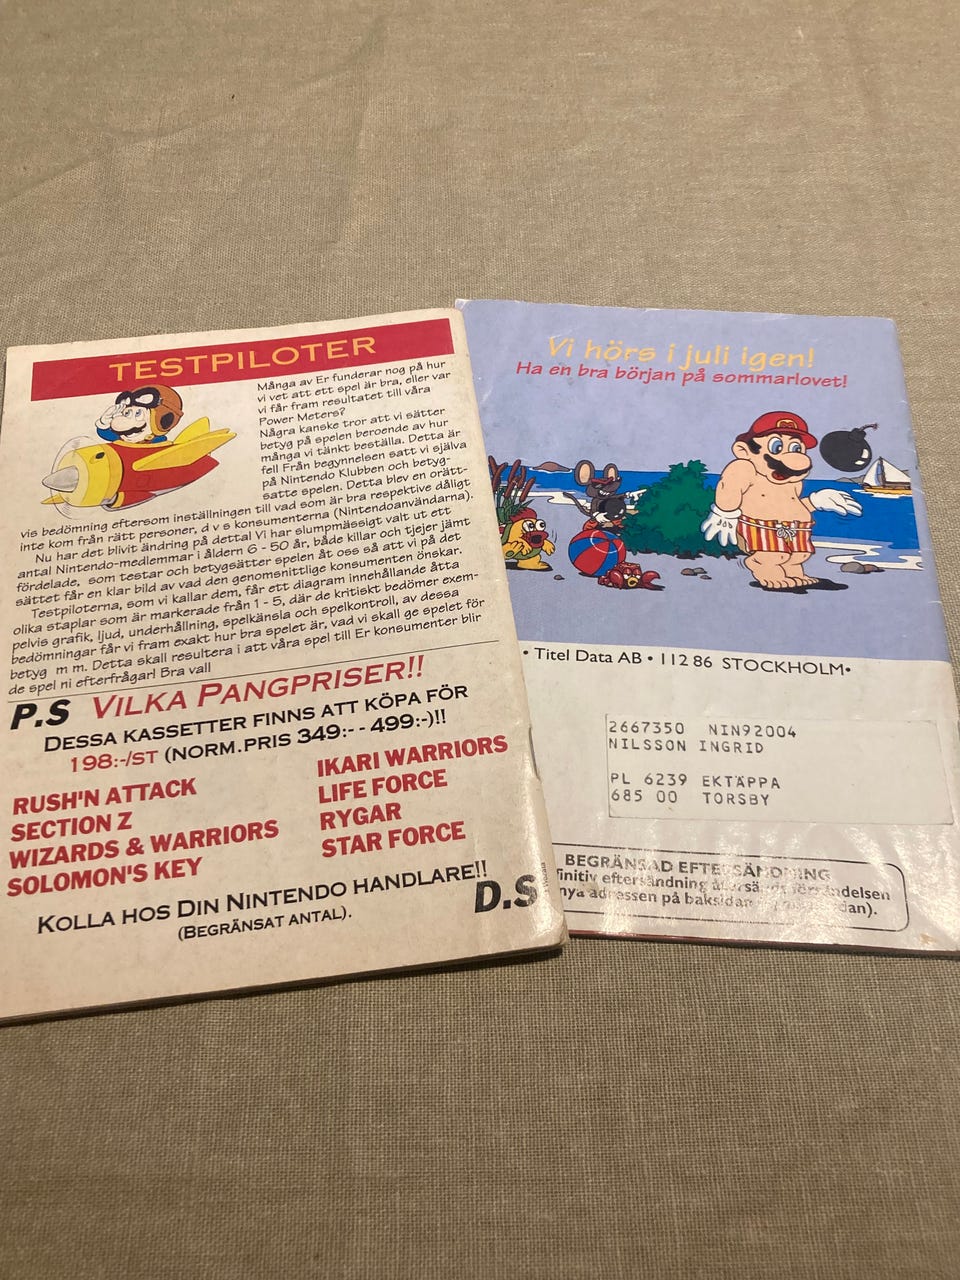 TESTPILOTER
Många av Er funderar nog på hur
vi vet att ett spel är bra, eller var
vi får fram resultatet till våra
Power Meters?
Några kanske tror att vi sätter
betyg på spelen beroende av hur
många vi tänkt beställa. Detta är
fel! Från begynnelsen satt vi själva
på Nintendo Klubben och betyg-
satte spelen. Detta blev en orätt-
vis bedömning eftersom inställningen till vad som är bra respektive dåligt
inte kom från rätt personer, d v s konsumenterna (Nintendoanvändarna).
Nu har det blivit ändring på detta! Vi har slumpmässigt valt ut ett
antal Nintendo-medlemmar i åldern 6 - 50 år, både killar och tjejer jämt
fördelade, som testar och betygsätter spelen åt oss så att vi på det
sättet får en klar bild av vad den genomsnittlige konsumenten önskar.
Testpiloterna, som vi kallar dem, får ett diagram innehållande åtta
olika staplar som är markerade från 1 - 5, där de kritiskt bedömer exem-
pelvis grafik, ljud, underhållning, spelkänsla och spelkontroll, av dessa
bedömningar får vi fram exakt hur bra spelet är, vad vi skall ge spelet för
betyg m m. Detta skall resultera i att våra spel till Er konsumenter blir
de spel ni efterfrågar! Bra va!!
P.S VILKA PANGPRISER!!
DESSA KASSETTER FINNS ATT KÖPA FÖR
198:-/ST (NORM.PRIS 349:- - 499:-)!!
RUSH'N ATTACK
SECTION Z
WIZARDS & WARRIORS
SOLOMON'S KEY
IKARI WARRIORS
LIFE FORCE
RYGAR
STAR FORCE
KOLLA HOS DIN NINTENDO HANDLARE!!
(BEGRÄNSAT ANTAL).
D.S
Vi hörs i juli igen!
Ha en bra början på sommarlovet!
• Titel Data AB • 112 86 STOCKHOLM•
2667350 NIN92004
NILSSON INGRID
PL 6239 EKTÄPPA
685 00 TORSBY
BEGRÄNSAD EFTERSÄNDNING
finitiv eftersändning återsänds försändelsen
nya adressen på baksidan